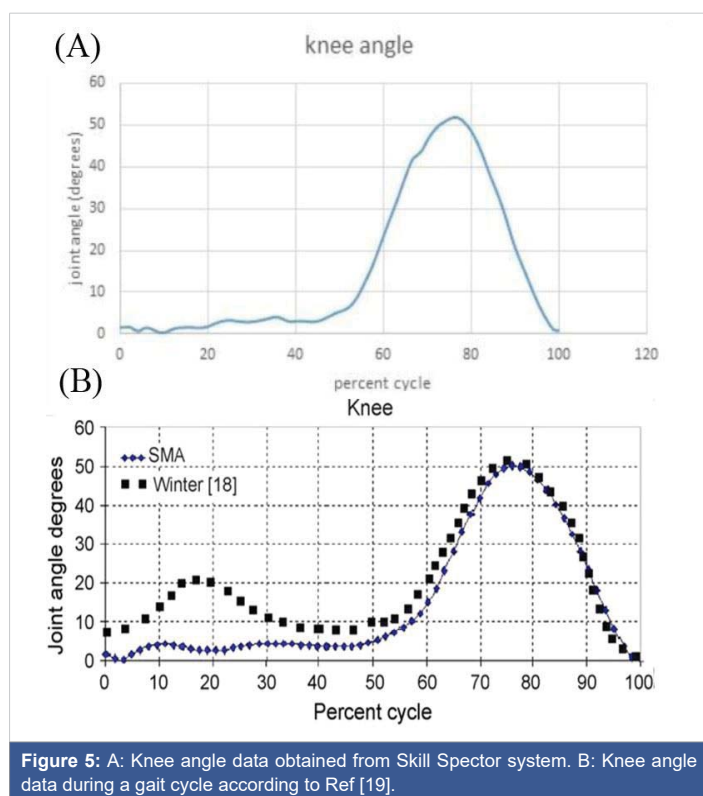 (A)
knee angle
joint angle (degrees)
60
50
40
30
20
10
0
0 20 40 60 80 100 120
percent cycle
(B)
Knee
Joint angle degrees
60
50
40
30
20
10
0
SMA
Winter [18]
0 10 20 30 40 50 60 70 80 90 100
Percent cycle
Figure 5: A: Knee angle data obtained from Skill Spector system. B: Knee angle
data during a gait cycle according to Ref [19].